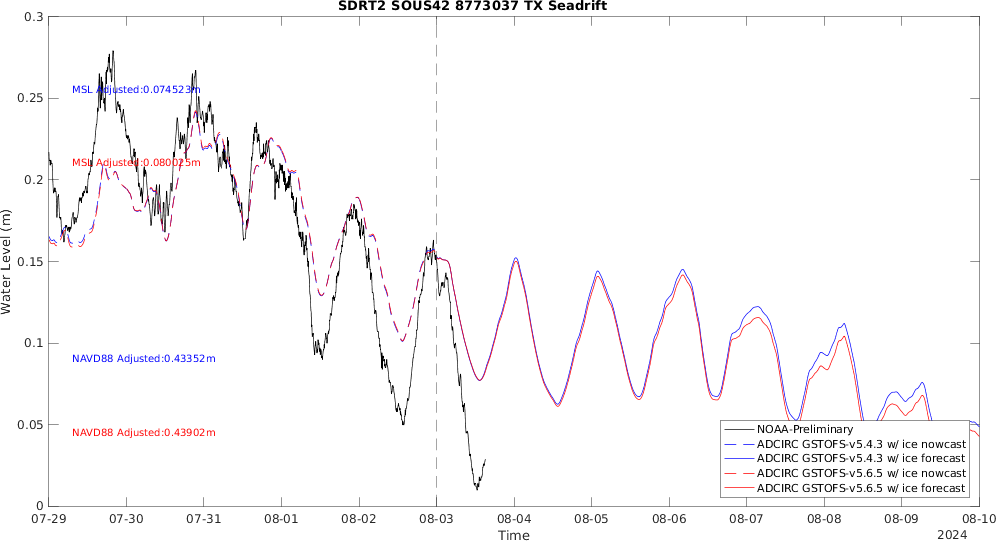 SDRT2 SOUS42 8773037 TX Seadrift
0.3
0.25
0.2
0.15
0.1
0.05
0
Water Level (m)
MSL Adjusted:0.074523m
MSL Adjusted:0.080025m
NAVD88 Adjusted:0.43352m
NAVD88 Adjusted:0.43902m
NOAA-Preliminary
ADCIRC GSTOFS-v5.4.3 w/ ice nowcast
ADCIRC GSTOFS-v5.4.3 w/ ice forecast
ADCIRC GSTOFS-v5.6.5 w/ ice nowcast
ADCIRC GSTOFS-v5.6.5 w/ ice forecast
07-29 07-30 07-31 08-01 08-02 08-03 08-04 08-05 08-06 08-07 08-08 08-09 08-10
Time
2024